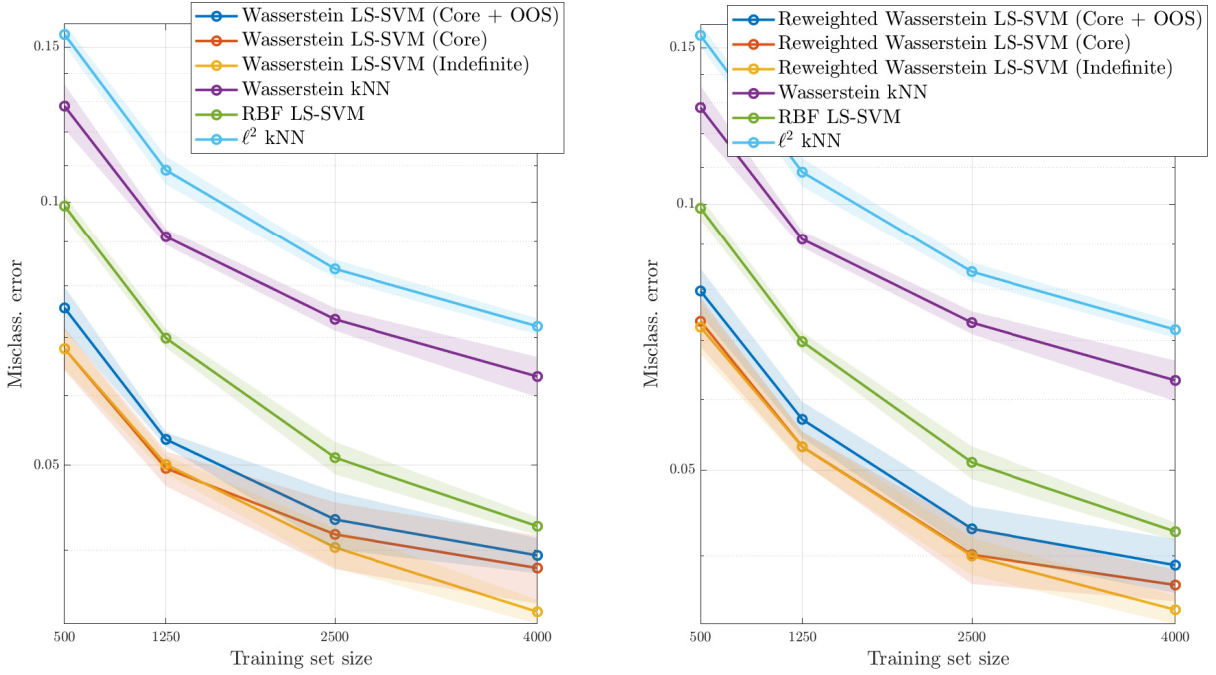 Wasserstein LS-SVM (Core + OOS)
Wasserstein LS-SVM (Core)
Wasserstein LS-SVM (Indefinite)
Wasserstein kNN
RBF LS-SVM
ℓ² kNN
0.15
0.1
0.05
Misclass. error
500
1250
2500
4000
Training set size
Reweighted Wasserstein LS-SVM (Core + OOS)
Reweighted Wasserstein LS-SVM (Core)
Reweighted Wasserstein LS-SVM (Indefinite)
Wasserstein kNN
RBF LS-SVM
ℓ² kNN
0.15
0.1
0.05
Misclass. error
500
1250
2500
4000
Training set size